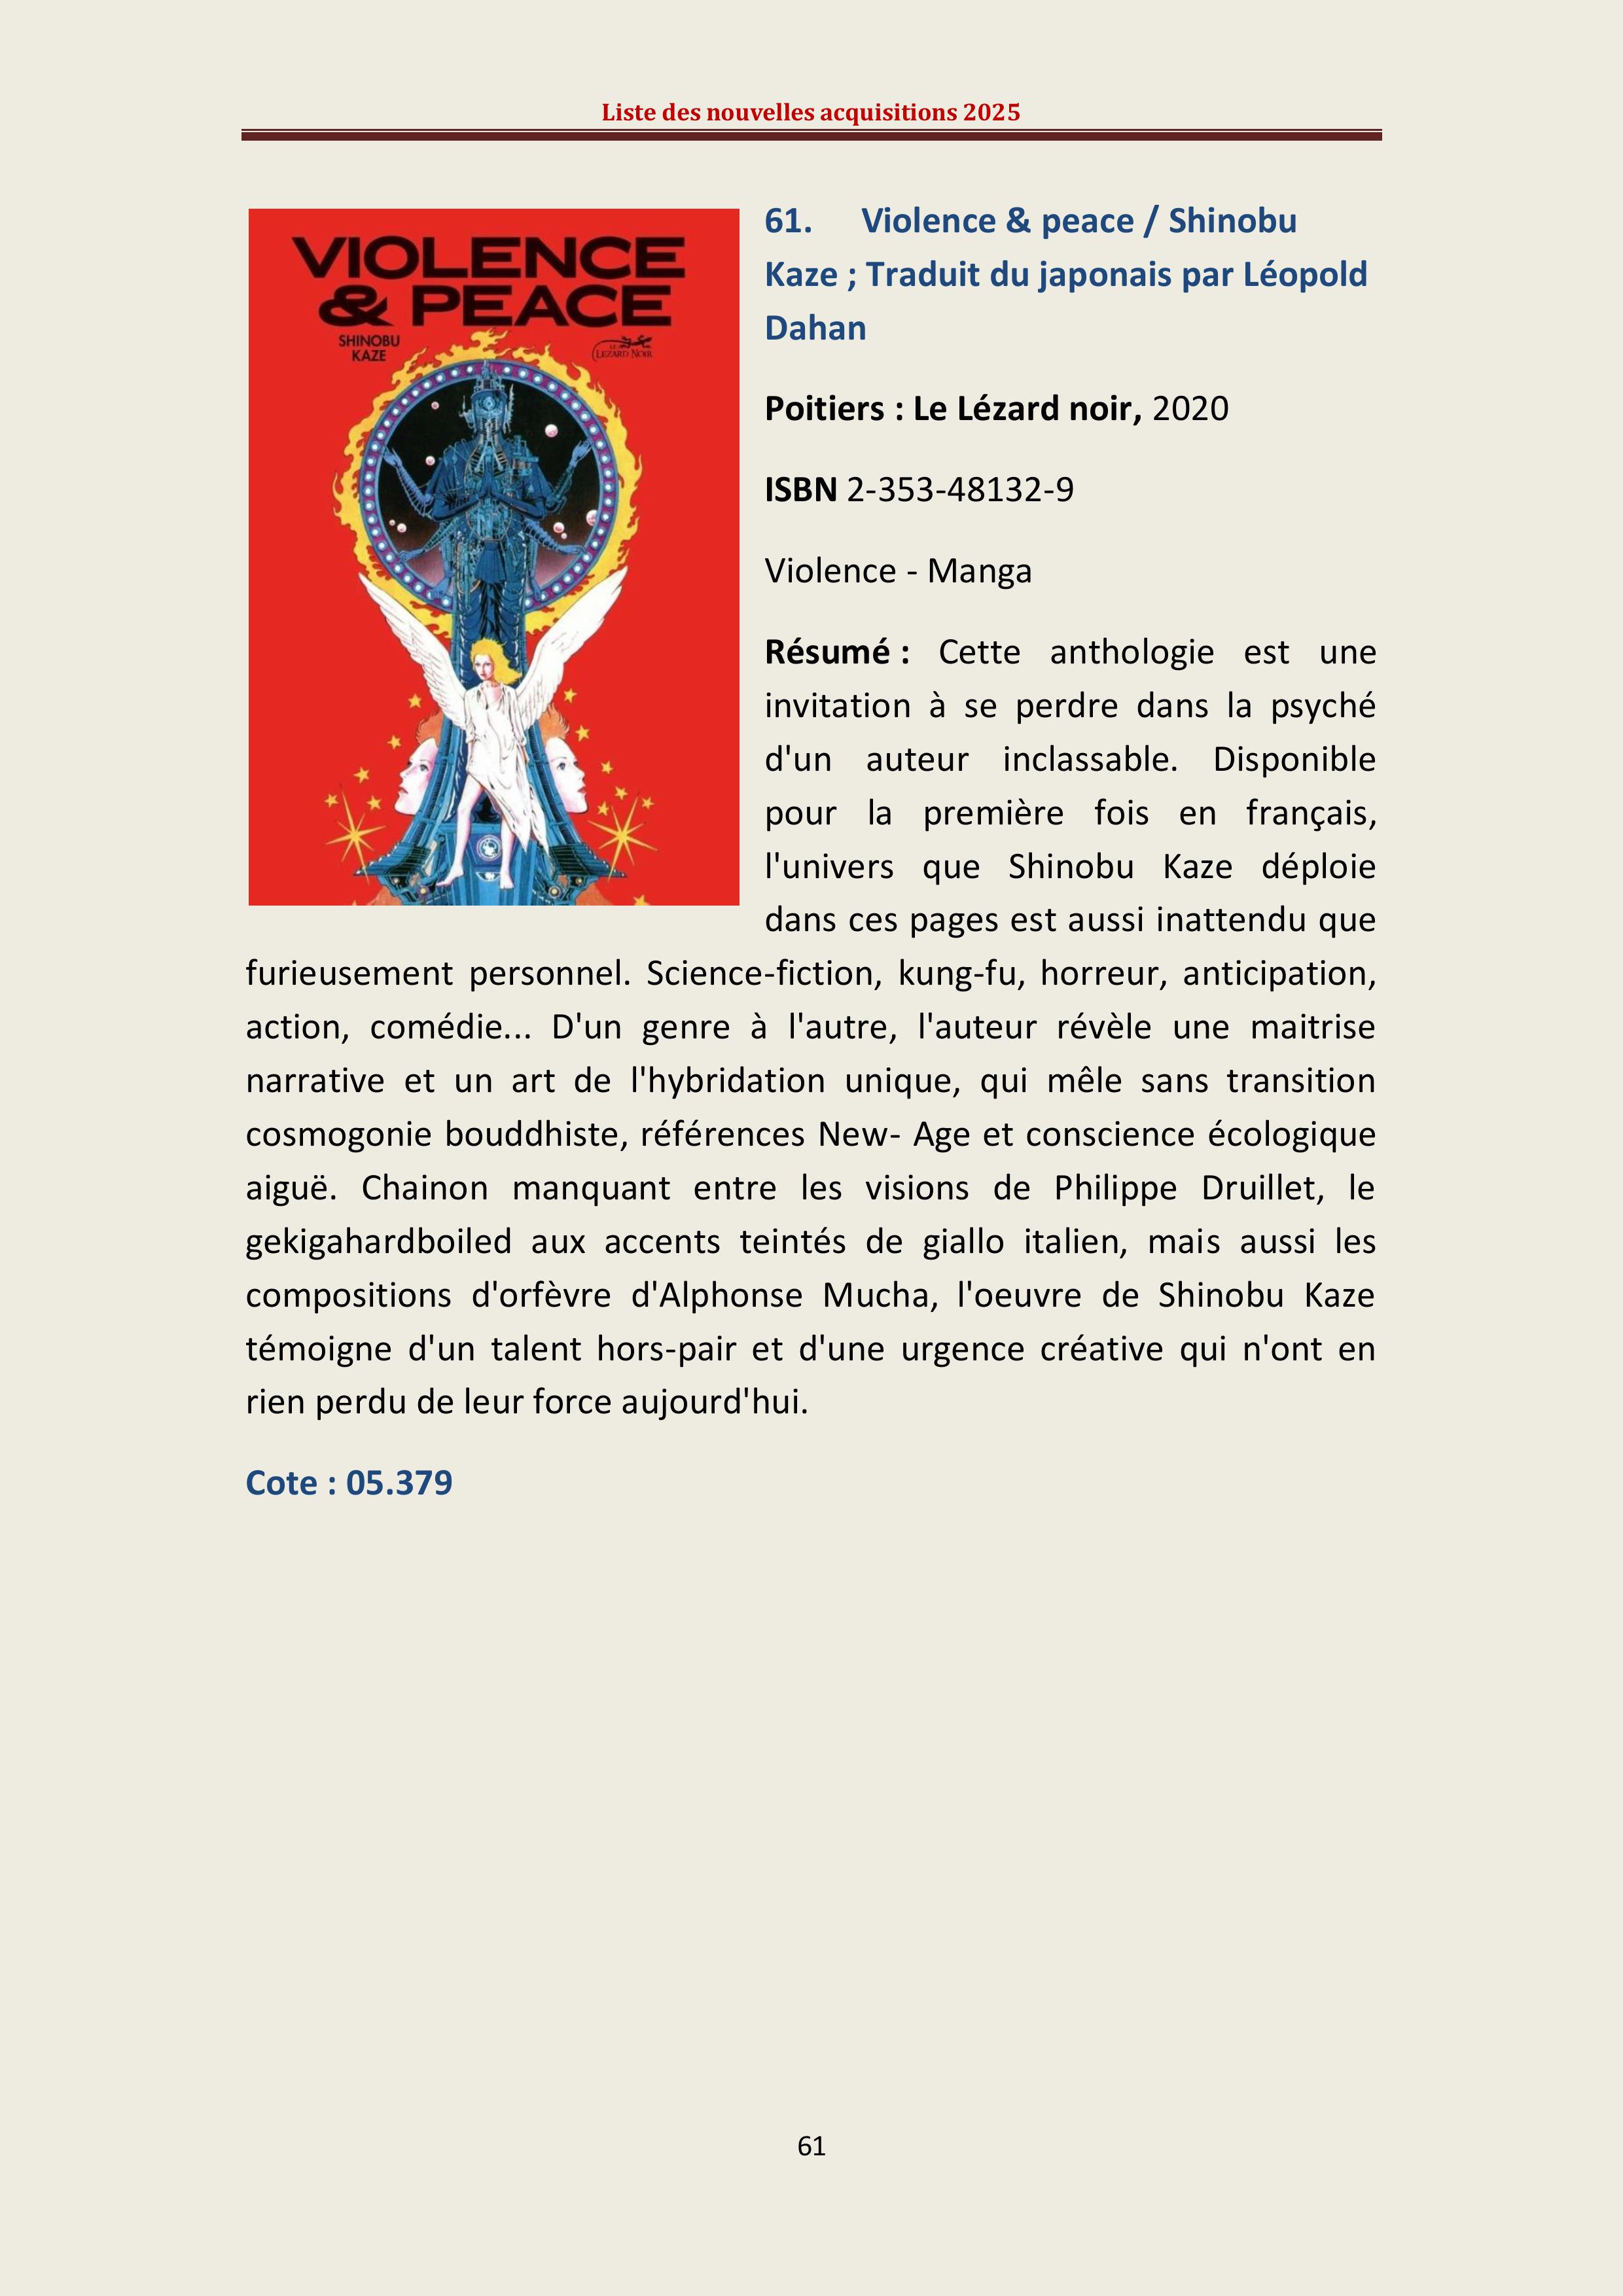 Liste des nouvelles acquisitions 2025
VIOLENCE
& PEACE
SHINOBU
KAZE
LE
LEZARD NOIR
61. Violence & peace / Shinobu
Kaze ; Traduit du japonais par Léopold
Dahan
Poitiers : Le Lézard noir, 2020
ISBN 2-353-48132-9
Violence - Manga
Résumé : Cette anthologie est une
invitation à se perdre dans la psyché
d'un auteur inclassable. Disponible
pour la première fois en français,
l'univers que Shinobu Kaze déploie
dans ces pages est aussi inattendu que
furieusement personnel. Science-fiction, kung-fu, horreur, anticipation,
action, comédie... D'un genre à l'autre, l'auteur révèle une maitrise
narrative et un art de l'hybridation unique, qui mêle sans transition
cosmogonie bouddhiste, références New- Age et conscience écologique
aiguë. Chainon manquant entre les visions de Philippe Druillet, le
gekigahardboiled aux accents teintés de giallo italien, mais aussi les
compositions d'orfèvre d'Alphonse Mucha, l'oeuvre de Shinobu Kaze
témoigne d'un talent hors-pair et d'une urgence créative qui n'ont en
rien perdu de leur force aujourd'hui.
Cote : 05.379
61